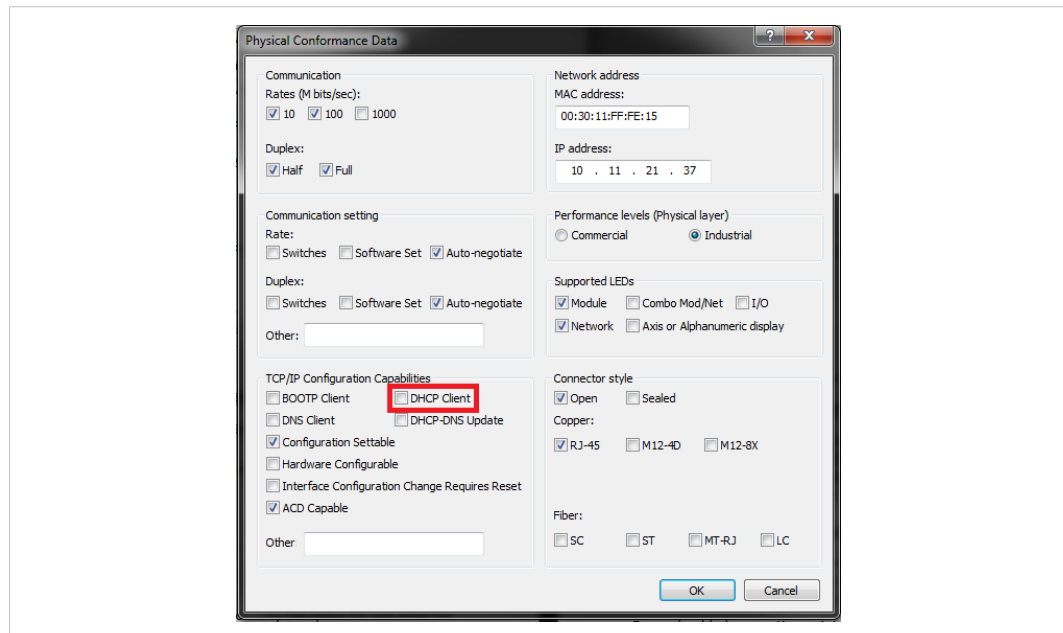 Physical Conformance Data
Communication
Rates (M bits/sec):
10 100 1000
Duplex:
Half Full
Network address
MAC address:
00:30:11:FF:FE:15
IP address:
10 . 11 . 21 . 37
Communication setting
Rate:
Switches Software Set Auto-negotiate
Duplex:
Switches Software Set Auto-negotiate
Other:
Performance levels (Physical layer)
Commercial Industrial
Supported LEDs
Module Combo Mod/Net I/O
Network Axis or Alphanumeric display
TCP/IP Configuration Capabilities
BOOTP Client DHCP Client
DNS Client DHCP-DNS Update
Configuration Settable
Hardware Configurable
Interface Configuration Change Requires Reset
ACD Capable
Other
Connector style
Open Sealed
Copper:
RJ-45 M12-4D M12-8X
Fiber:
SC ST MT-RJ LC
OK Cancel